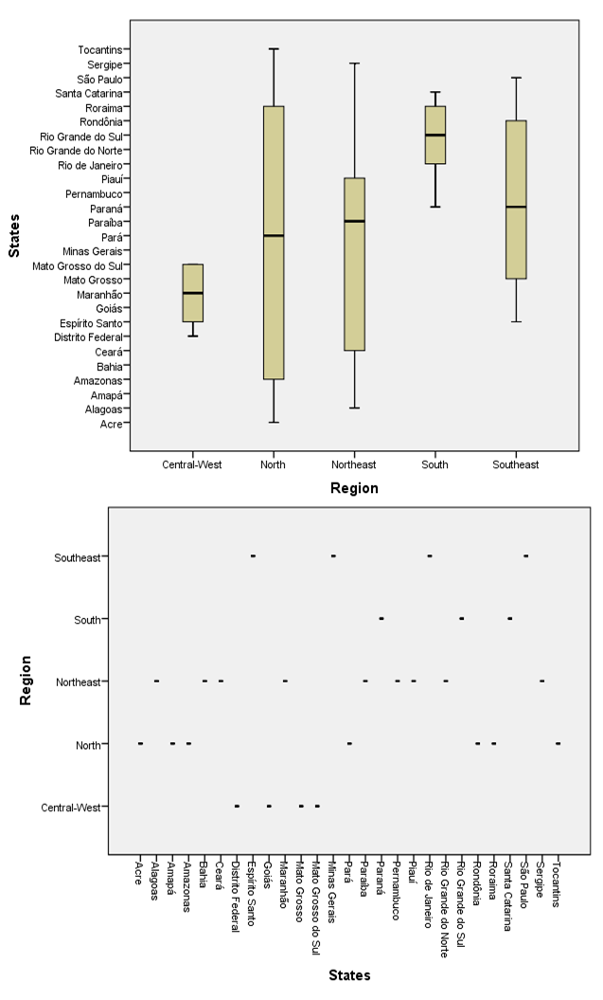 Tocantins
Sergipe
São Paulo
Santa Catarina
Roraima
Rondônia
Rio Grande do Sul
Rio Grande do Norte
Rio de Janeiro
Piauí
Pernambuco
Paraná
Paraíba
Pará
Minas Gerais
Mato Grosso do Sul
Mato Grosso
Maranhão
Goiás
Espírito Santo
Distrito Federal
Ceará
Bahia
Amazonas
Amapá
Alagoas
Acre
States
Central-West North Northeast South Southeast
Region
Southeast
South
Northeast
North
Central-West
Region
Acre
Alagoas
Amapá
Amazonas
Bahia
Ceará
Distrito Federal
Espírito Santo
Goiás
Maranhão
Mato Grosso
Mato Grosso do Sul
Minas Gerais
Pará
Paraíba
Paraná
Pernambuco
Piauí
Rio de Janeiro
Rio Grande do Norte
Rio Grande do Sul
Rondônia
Roraima
Santa Catarina
São Paulo
Sergipe
Tocantins
States